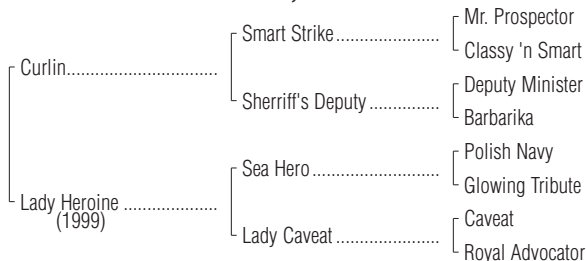 Mr. Prospector
Smart Strike
Classy 'n Smart
Curlin
Deputy Minister
Sherriff's Deputy
Barbarika
Polish Navy
Sea Hero
Glowing Tribute
Lady Heroine
(1999)
Caveat
Lady Caveat
Royal Advocator